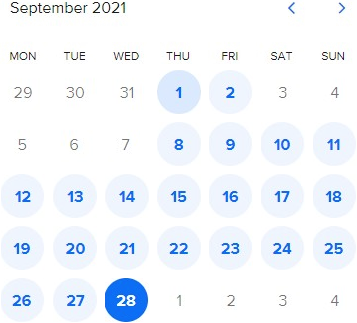 September 2021
MON TUE WED THU FRI SAT SUN
29 30 31 1 2 3 4
5 6 7 8 9 10 11
12 13 14 15 16 17 18
19 20 21 22 23 24 25
26 27 28 1 2 3 4